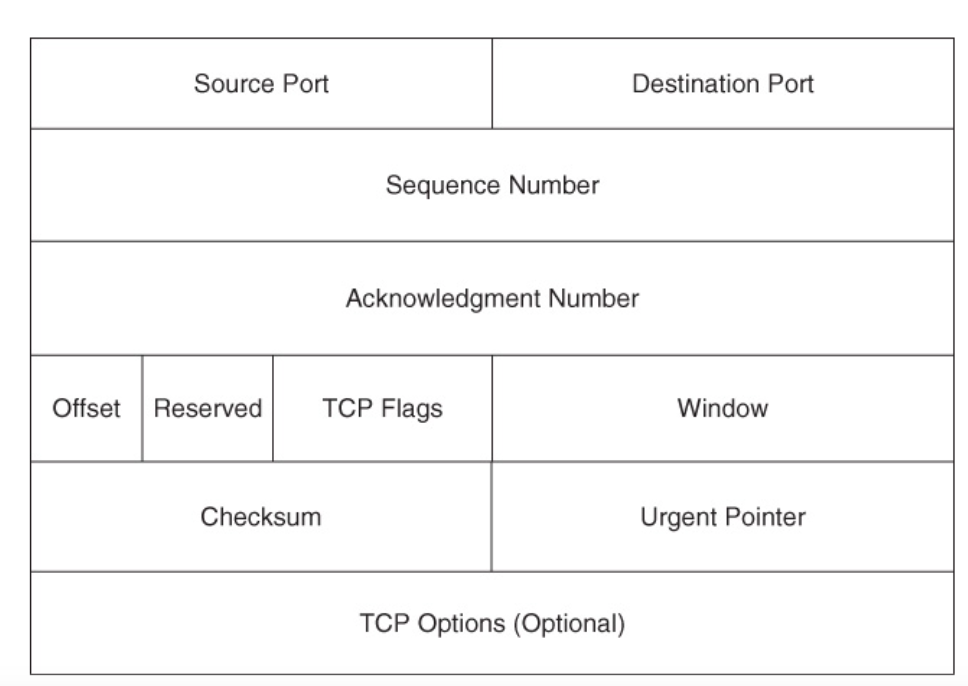 Source Port
Destination Port
Sequence Number
Acknowledgment Number
Offset
Reserved
TCP Flags
Window
Checksum
Urgent Pointer
TCP Options (Optional)